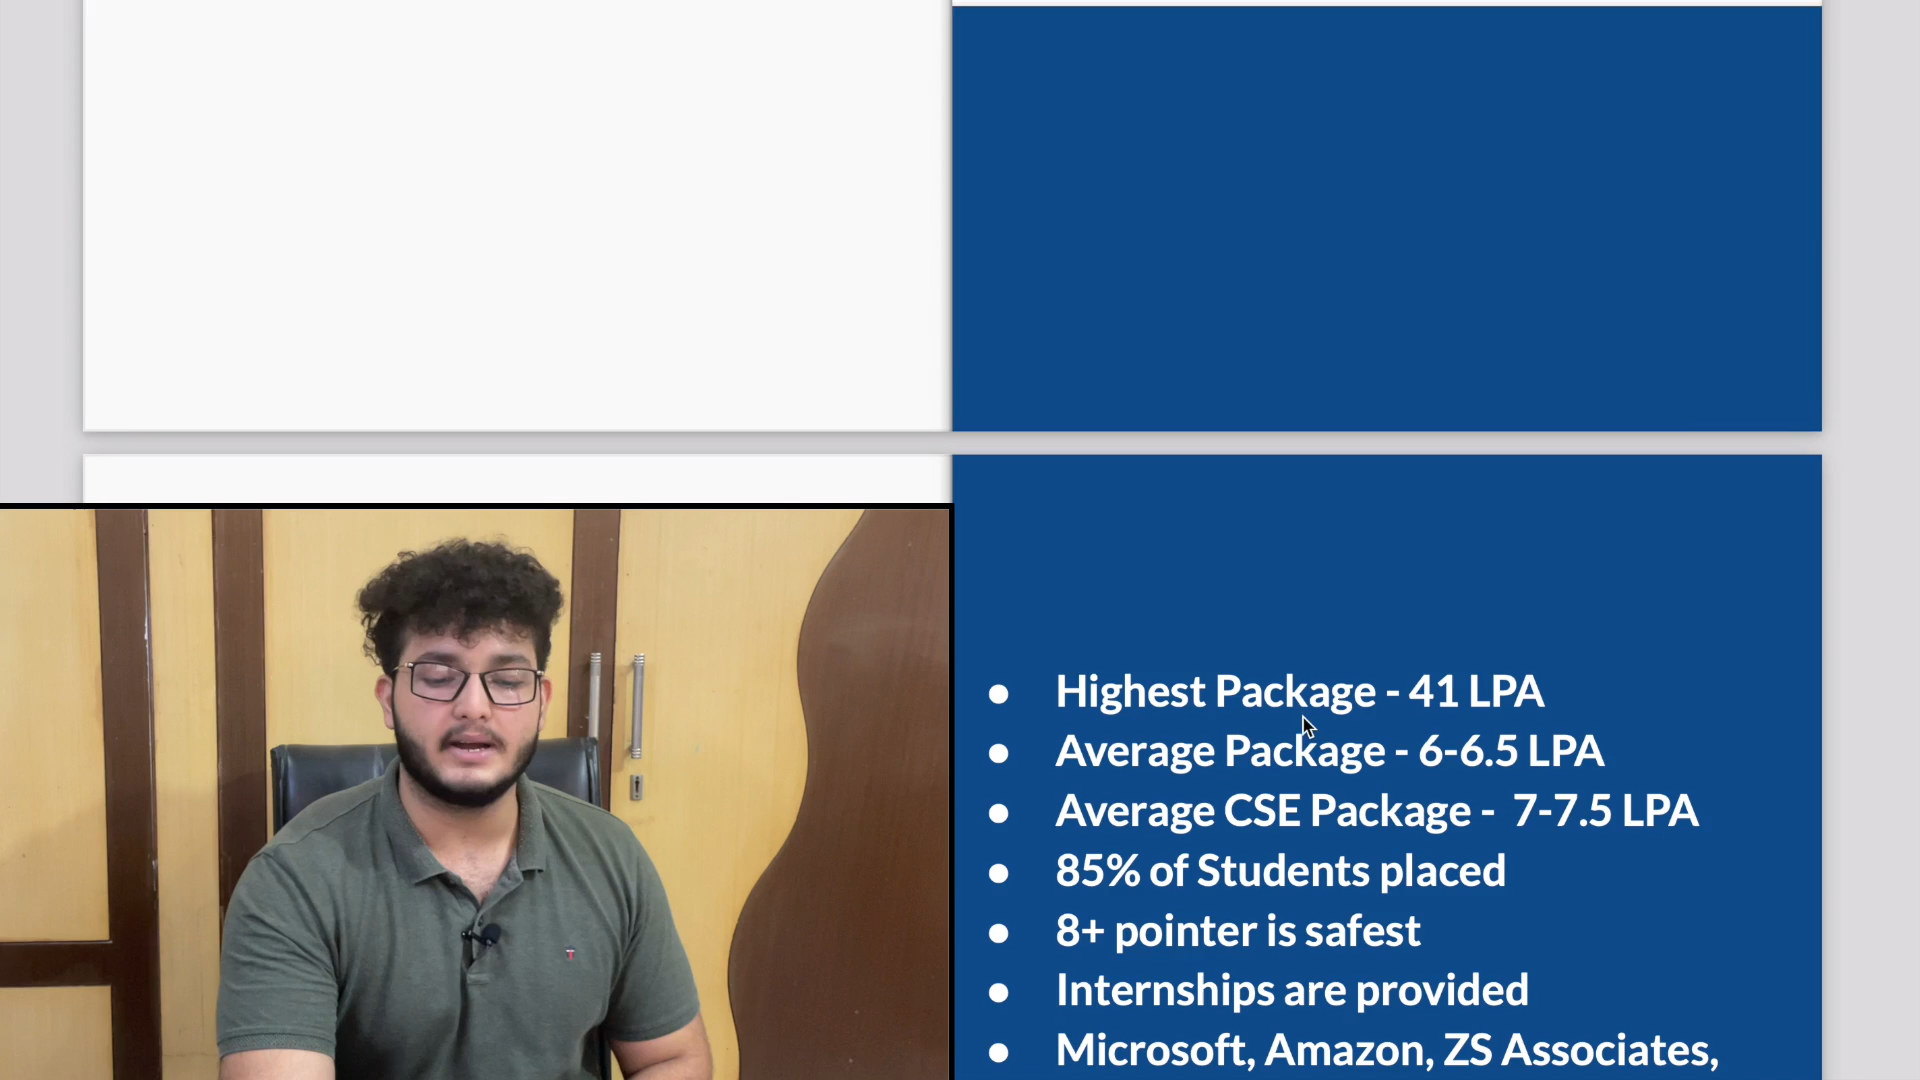 ● Highest Package - 41 LPA
● Average Package - 6-6.5 LPA
● Average CSE Package - 7-7.5 LPA
● 85% of Students placed
● 8+ pointer is safest
● Internships are provided
● Microsoft, Amazon, ZS Associates,